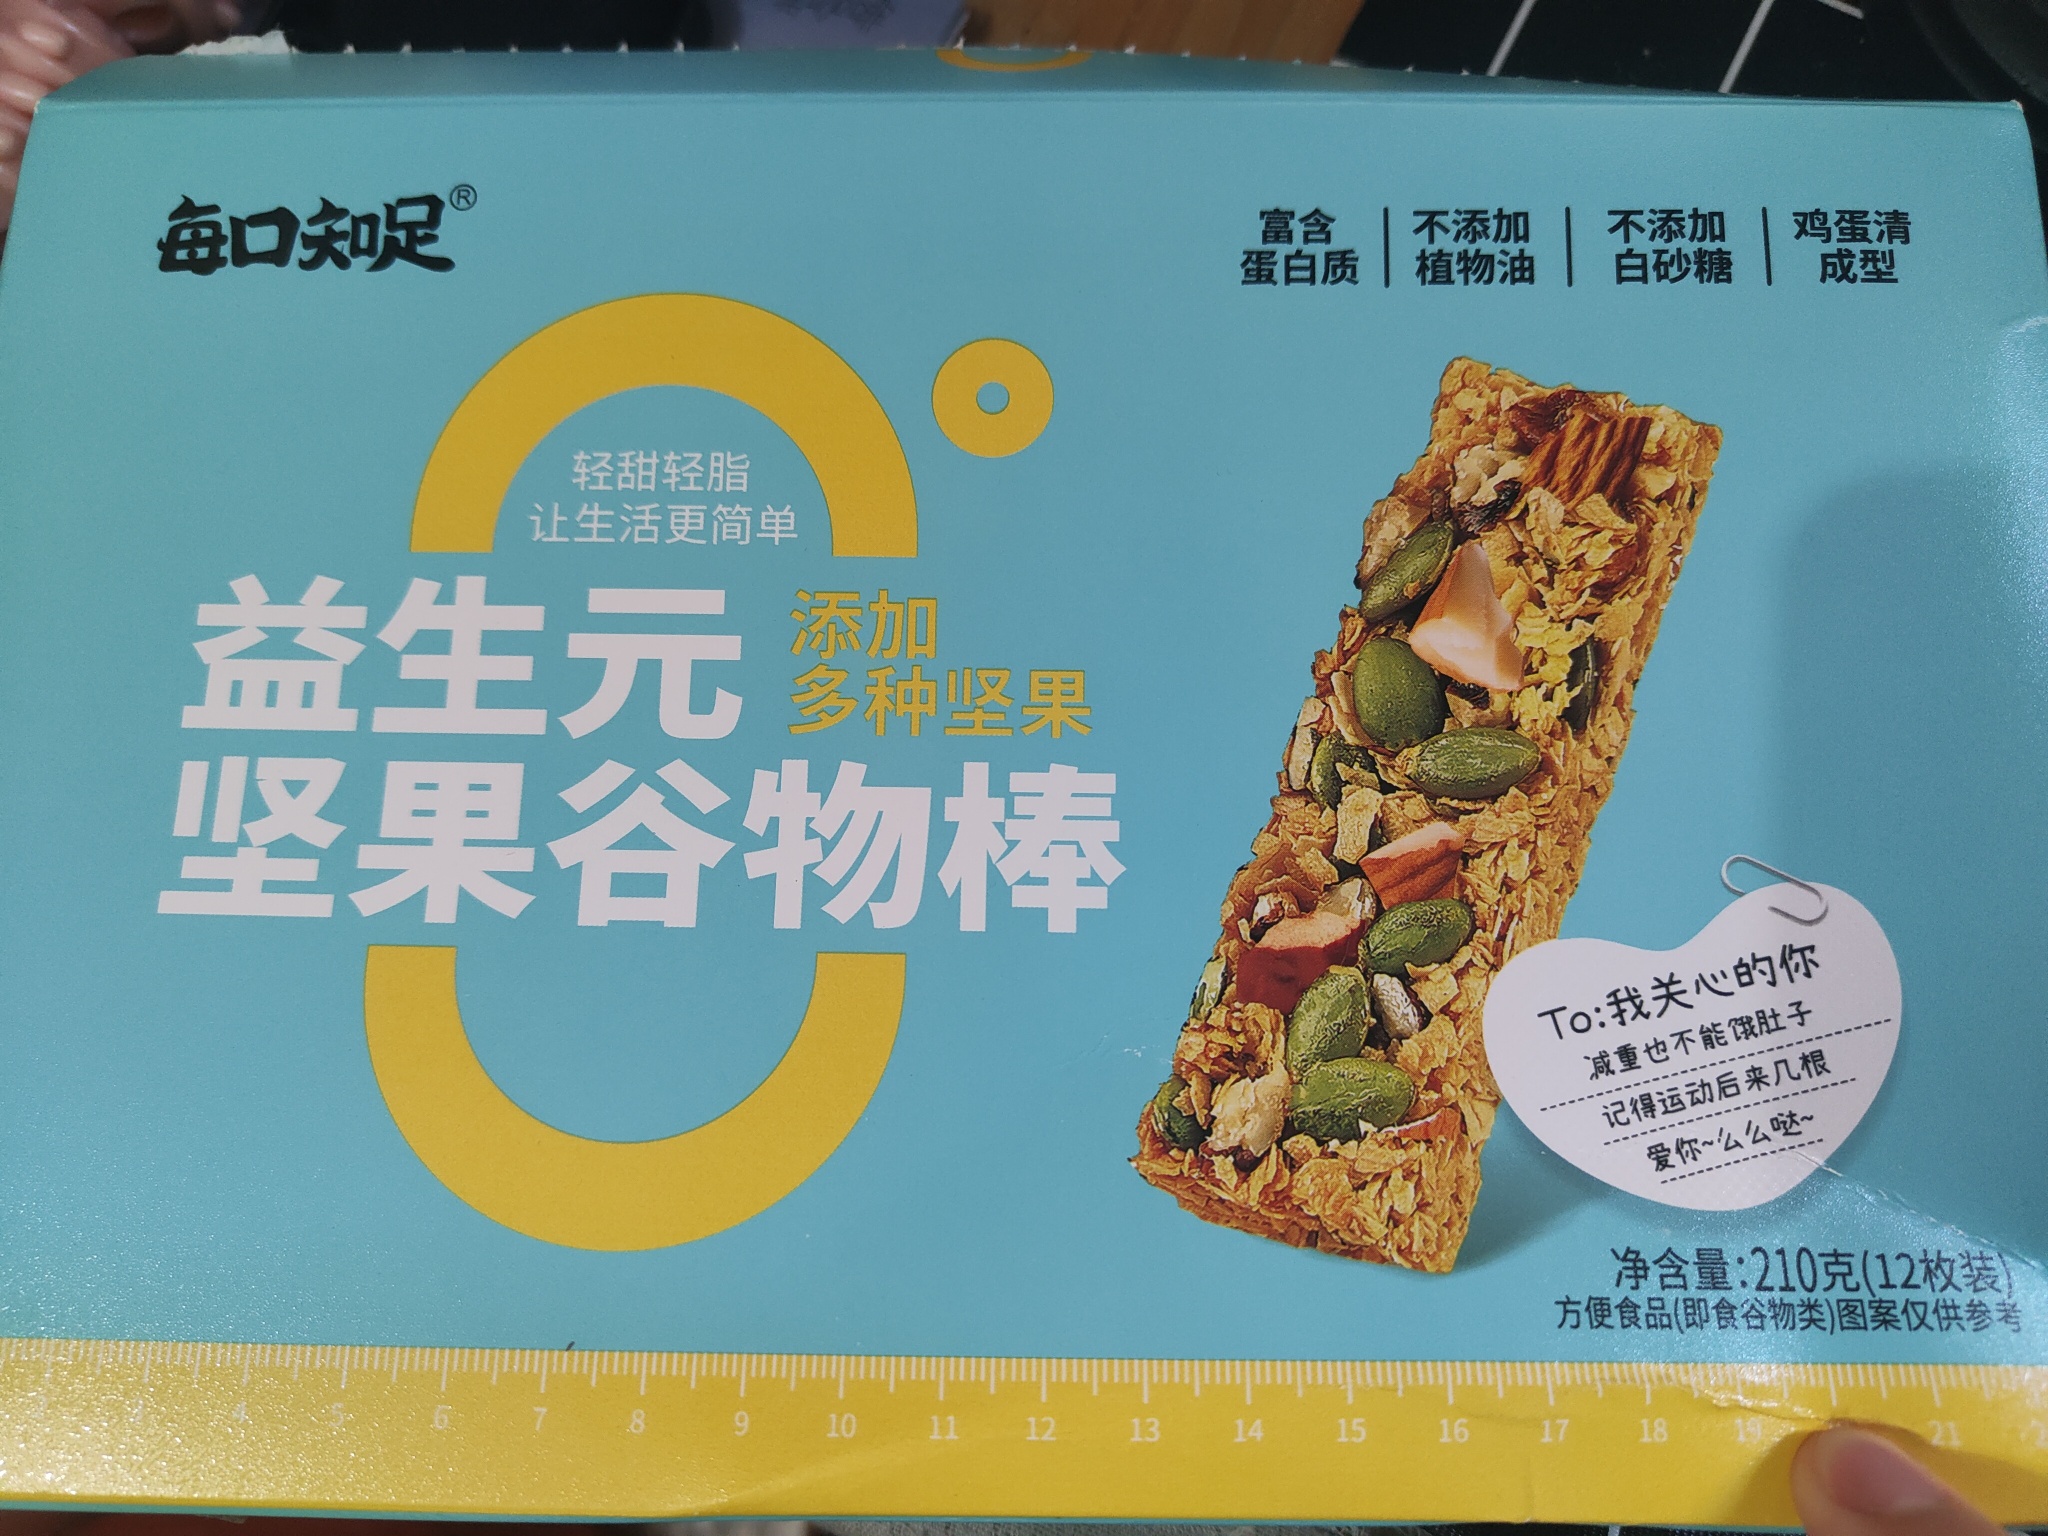 每口知足®
富含
蛋白质
不添加
植物油
不添加
白砂糖
鸡蛋清
成型
轻甜轻脂
让生活更简单
益生元
添加
多种坚果
坚果谷物棒
To:我关心的你
减重也不能饿肚子
记得运动后来几根
爱你~么么哒~
净含量:210克(12枚装)
方便食品(即食谷物类)图案仅供参考
2 3 4 5 6 7 8 9 10 11 12 13 14 15 16 17 18 19 21